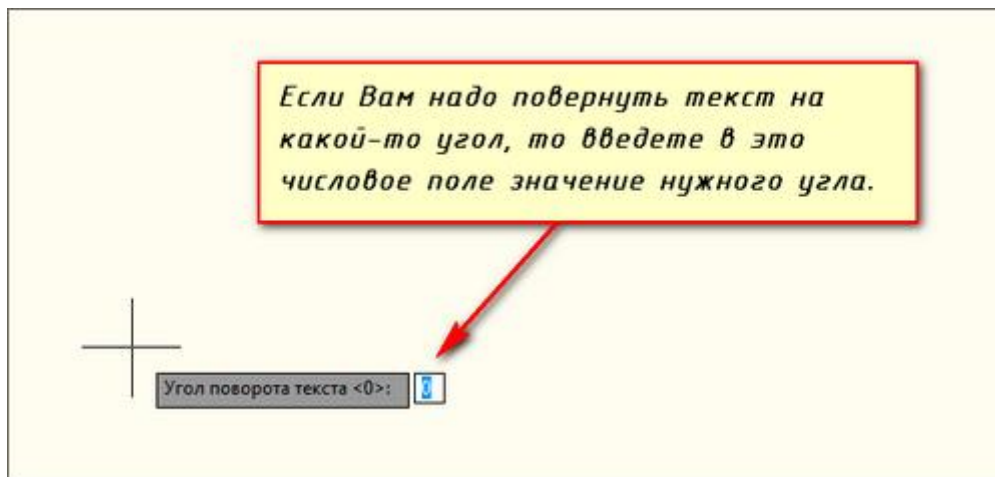 Если Вам надо повернуть текст на
какой-то угол, то введете в это
числовое поле значение нужного угла.
Угол поворота текста <0>: 0